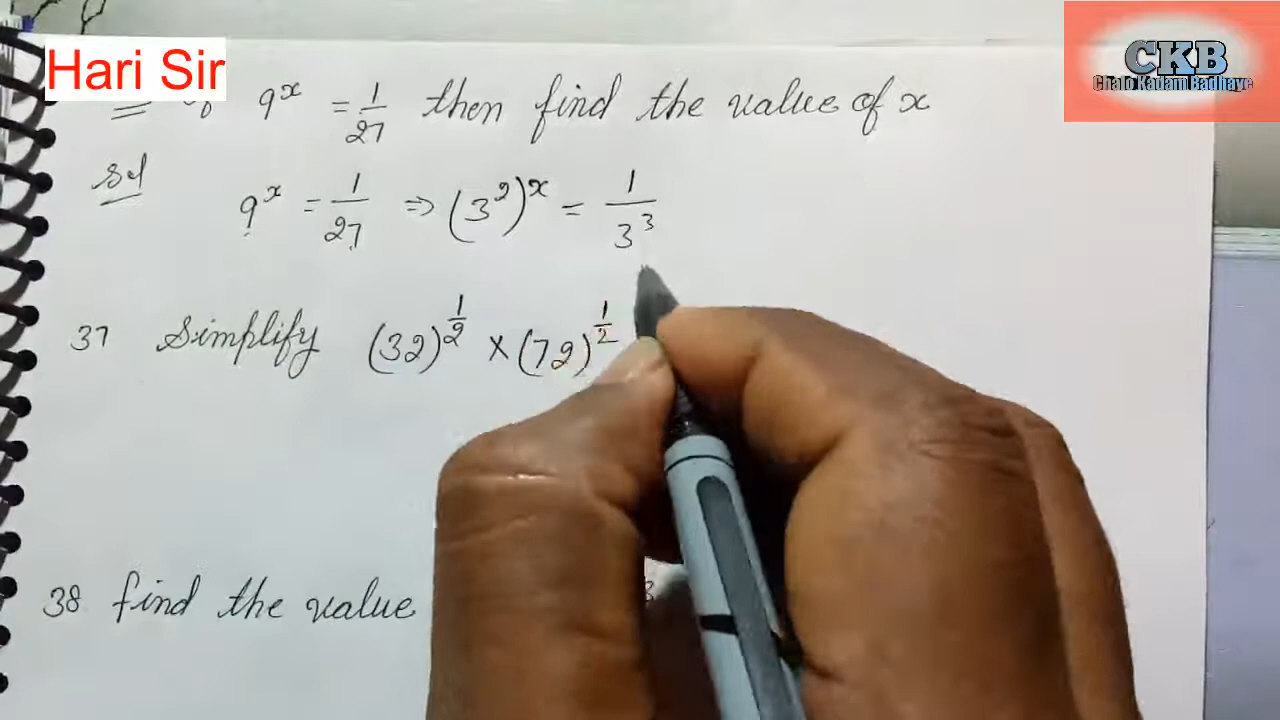 Hari Sir
CKB
Chalo Kadam Badhaye
9^x = 1/27 then find the value of x
Sol
9^x = 1/27 ⇒ (3^2)^x = 1/3^3
37 Simplify (32)^1/2 × (72)^1/2
38 find the value